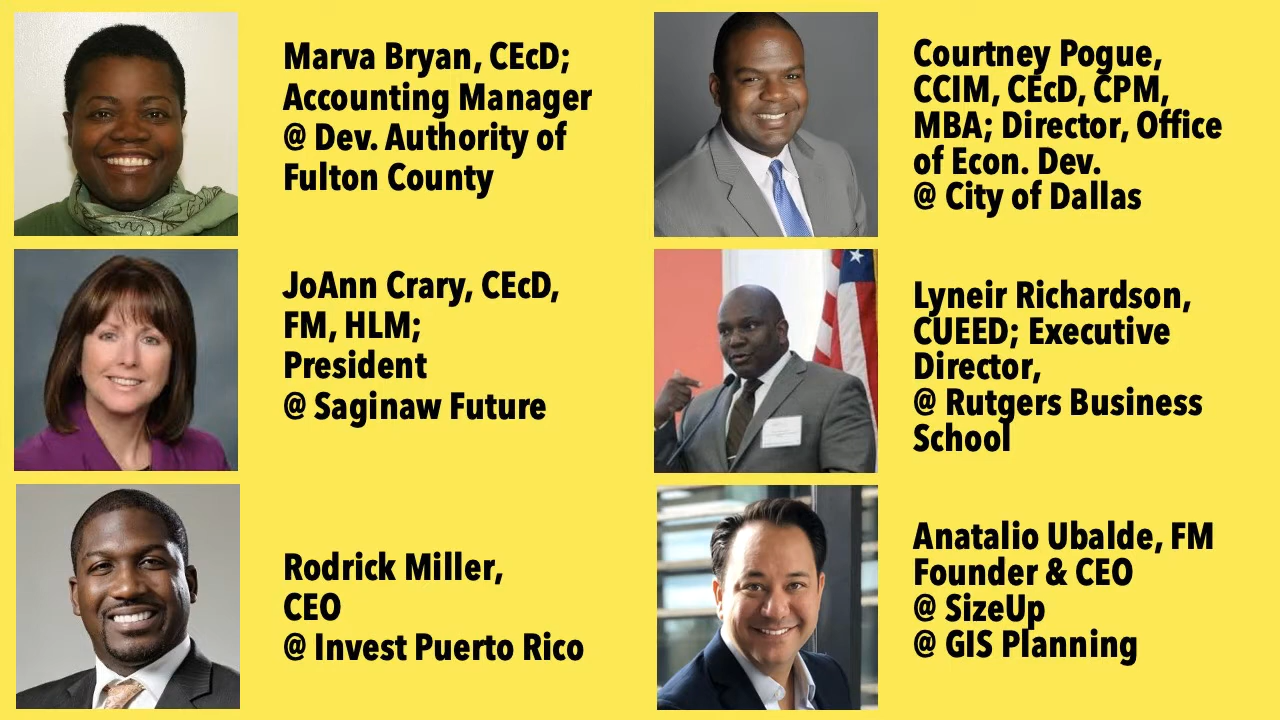 Marva Bryan, CEcD;
Accounting Manager
@ Dev. Authority of
Fulton County
Courtney Pogue,
CCIM, CEcD, CPM,
MBA; Director, Office
of Econ. Dev.
@ City of Dallas
JoAnn Crary, CEcD,
FM, HLM;
President
@ Saginaw Future
Lyneir Richardson,
CUEED; Executive
Director,
@ Rutgers Business
School
Rodrick Miller,
CEO
@ Invest Puerto Rico
Anatalio Ubalde, FM
Founder & CEO
@ SizeUp
@ GIS Planning